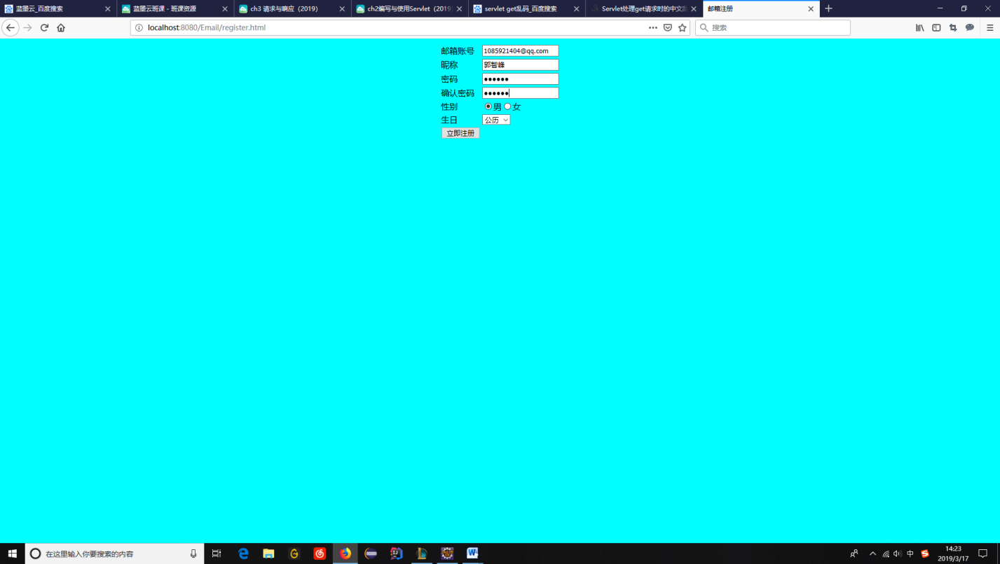 蓝墨云_百度搜索
蓝墨云班课 - 班课资源
ch3 请求与响应（2019）
ch2编写与使用Servlet（2019
servlet get乱码_百度搜索
Servlet处理get请求时的中文乱
邮箱注册
localhost:8080/Email/register.html
搜索
邮箱账号 1085921404@qq.com
昵称 郭智峰
密码 ●●●●●●
确认密码 ●●●●●●
性别 男 女
生日 公历
立即注册
在这里输入你要搜索的内容
中
14:23
2019/3/17